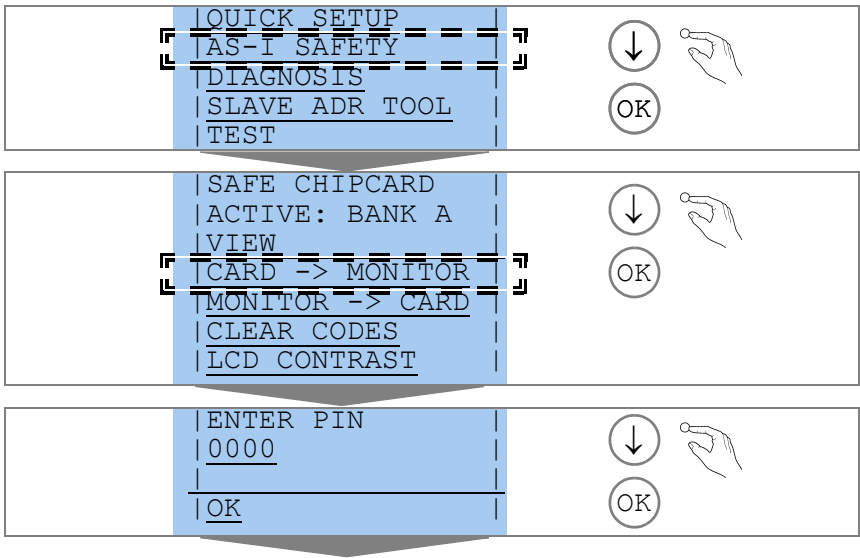 |QUICK SETUP |
|AS-I SAFETY |
|DIAGNOSIS |
|SLAVE ADR TOOL |
|TEST |
↓
OK
|SAFE CHIPCARD |
|ACTIVE: BANK A |
|VIEW |
|CARD -> MONITOR |
|MONITOR -> CARD |
|CLEAR CODES |
|LCD CONTRAST |
↓
OK
|ENTER PIN |
|0000 |
| |
|OK |
↓
OK